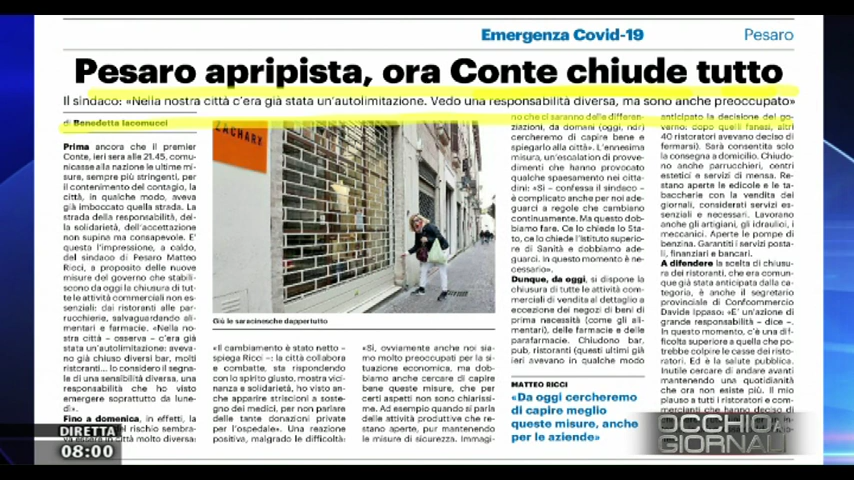 Emergenza Covid-19
Pesaro
Pesaro apripista, ora Conte chiude tutto
Il sindaco: «Nella nostra città c'era già stata un'autolimitazione. Vedo una responsabilità diversa, ma sono anche preoccupato»
di Benedetta Iacomucci
Prima ancora che il premier
Conte, ieri sera alle 21.45, comu-
nicasse alla nazione le ultime mi-
sure, sempre più stringenti, per
il contenimento del contagio, la
città, in qualche modo, aveva
già imboccato quella strada. La
strada della responsabilità, del-
la solidarietà, dell'accettazione
non supina ma consapevole. E'
questa l'impressione, a caldo,
del sindaco di Pesaro Matteo
Ricci, a proposito delle nuove
misure del governo che stabili-
scono da oggi la chiusura di tut-
te le attività commerciali non es-
senziali: dai ristoranti alle par-
rucchierie, salvaguardando ali-
mentari e farmacie. «Nella no-
stra città – osserva – c'era già
stata un'autolimitazione: aveva-
no già chiuso diversi bar, molti
ristoranti... lo considero il segna-
le di una sensibilità diversa, una
responsabilità che ho visto
emergere soprattutto da lune-
dì».
Fino a domenica, in effetti, la
del rischio sembra-
in città molto diversa:
ZACHARY
Giù le saracinesche dappertutto
«Il cambiamento è stato netto –
spiega Ricci –: la città collabora
e combatte, sta rispondendo
con lo spirito giusto, mostra vici-
nanza e solidarietà, ho visto an-
che apparire striscioni a soste-
gno dei medici, per non parlare
delle tante donazioni private
per l'ospedale». Una reazione
positiva, malgrado le difficoltà:
«Sì, ovviamente anche noi sia-
mo molto preoccupati per la si-
tuazione economica, ma dob-
biamo anche cercare di capire
bene queste misure, che per
certi aspetti non sono chiarissi-
me. Ad esempio quando si parla
delle attività produttive che re-
stano aperte, pur mantenendo
le misure di sicurezza. Immagi-
no che ci saranno delle differen-
ziazioni, da domani (oggi, ndr)
cercheremo di capire bene e
spiegarlo alla città». L'ennesima
misura, un'escalation di provve-
dimenti che hanno provocato
qualche spaesamento nei citta-
dini: «Sì – confessa il sindaco –
è complicato anche per noi ade-
guarci a regole che cambiano
continuamente. Ma questo dob-
biamo fare. Ce lo chiede lo Sta-
to, ce lo chiede l'Istituto superio-
re di Sanità e dobbiamo ade-
guarci. In questo momento è ne-
cessario».
Dunque, da oggi, si dispone la
chiusura di tutte le attività com-
merciali di vendita al dettaglio a
eccezione dei negozi di beni di
prima necessità (come gli ali-
mentari), delle farmacie e delle
parafarmacie. Chiudono bar,
pub, ristoranti (questi ultimi già
ieri avevano in qualche modo
MATTEO RICCI
«Da oggi cercheremo
di capire meglio
queste misure, anche
per le aziende»
anticipato la decisione del go-
verno: dopo quelli fanesi, altri
40 ristoratori avevano deciso di
fermarsi). Sarà consentita solo
la consegna a domicilio. Chiudo-
no anche parrucchieri, centri
estetici e servizi di mensa. Re-
stano aperte le edicole e le ta-
baccherie con la vendita dei
giornali, considerati servizi es-
senziali e necessari. Lavorano
anche gli artigiani, gli idraulici, i
meccanici. Aperte le pompe di
benzina. Garantiti i servizi posta-
li, finanziari e bancari.
A difendere la scelta di chiusu-
ra dei ristoranti, che era comun-
que già stata anticipata dalla ca-
tegoria, è anche il segretario
provinciale di Confcommercio
Davide Ippaso: «E' un'azione di
grande responsabilità – dice –.
In questo momento, c'è una dif-
ficoltà superiore a quella che po-
trebbe colpire le casse dei risto-
ratori. Ed è la salute pubblica.
Inutile cercare di andare avanti
mantenendo una quotidianità
che ora non esiste più. Il mio
plauso a tutti i ristoratori e com-
mercianti che hanno deciso di
DIRETTA
08:00
OCCHIO AI
GIORNALI